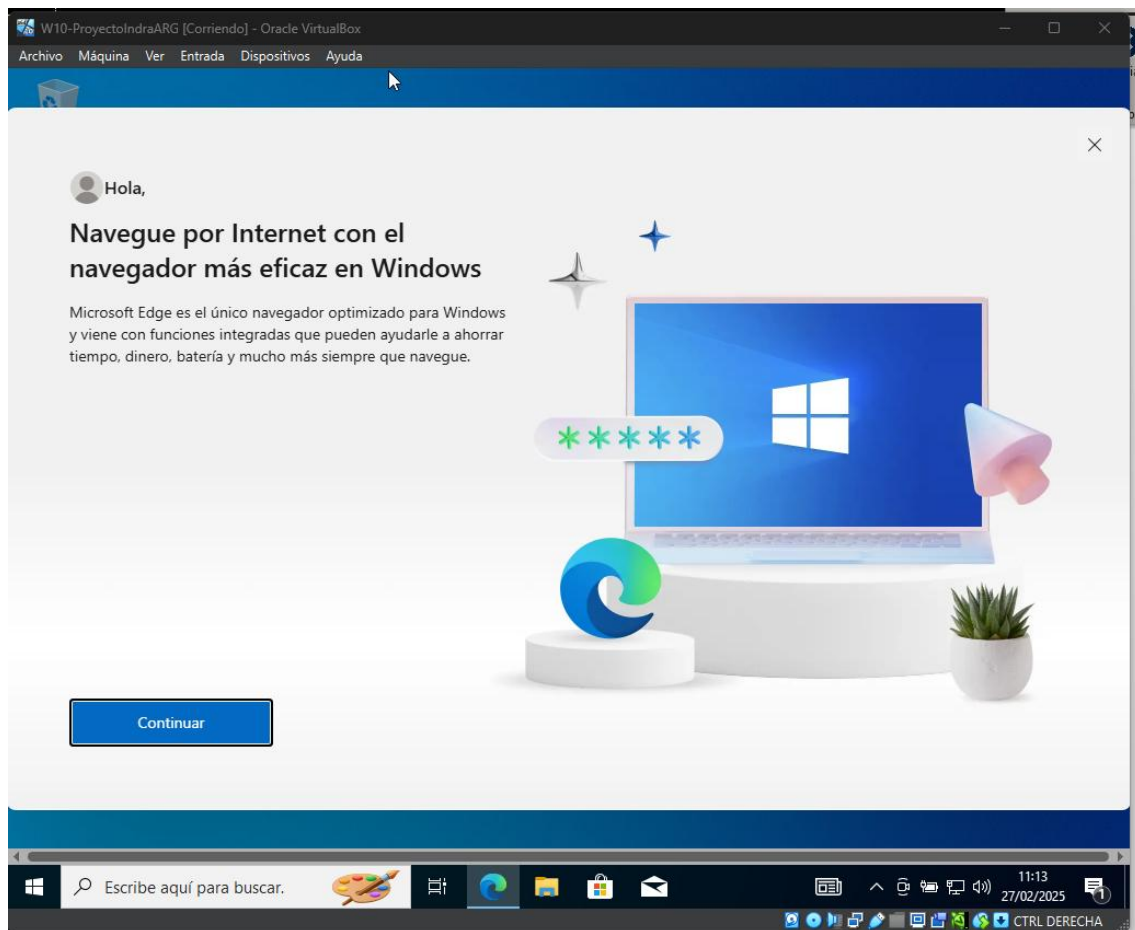 W10-ProyectoIndraARG [Corriendo] - Oracle VirtualBox
Archivo Máquina Ver Entrada Dispositivos Ayuda
Hola,
Navegue por Internet con el
navegador más eficaz en Windows
Microsoft Edge es el único navegador optimizado para Windows
y viene con funciones integradas que pueden ayudarle a ahorrar
tiempo, dinero, batería y mucho más siempre que navegue.
*****
Continuar
Escribe aquí para buscar.
11:13
27/02/2025
1
CTRL DERECHA